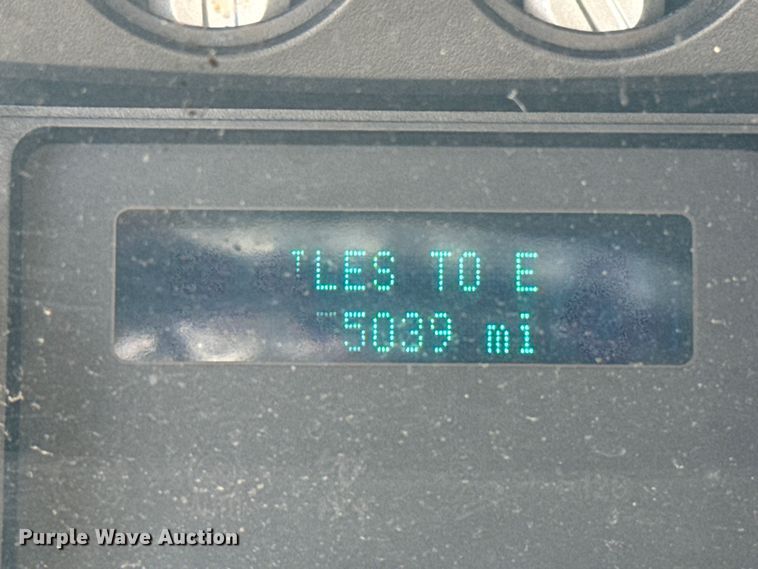 LES TO E
5039 mi
Purple Wave Auction